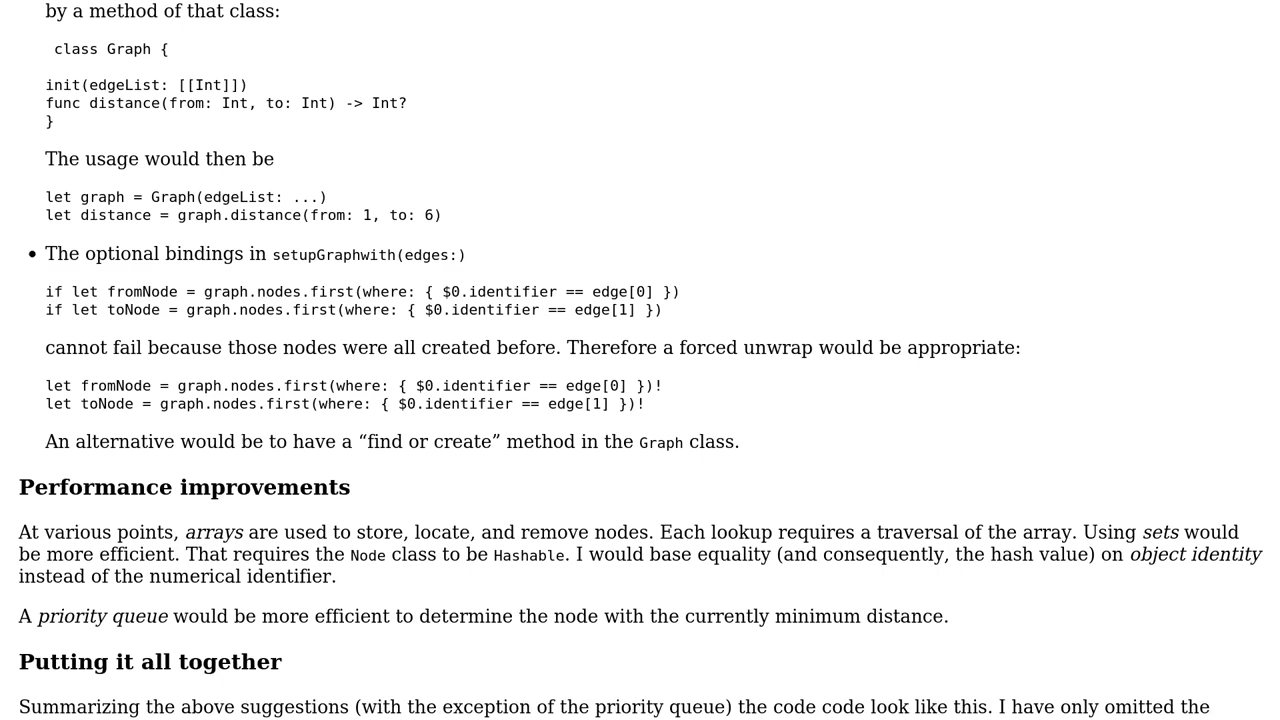 by a method of that class:
class Graph {
init(edgeList: [[Int]])
func distance(from: Int, to: Int) -> Int?
}
The usage would then be
let graph = Graph(edgeList: ...)
let distance = graph.distance(from: 1, to: 6)
• The optional bindings in setupGraphwith(edges:)
if let fromNode = graph.nodes.first(where: { $0.identifier == edge[0] })
if let toNode = graph.nodes.first(where: { $0.identifier == edge[1] })
cannot fail because those nodes were all created before. Therefore a forced unwrap would be appropriate:
let fromNode = graph.nodes.first(where: { $0.identifier == edge[0] })!
let toNode = graph.nodes.first(where: { $0.identifier == edge[1] })!
An alternative would be to have a “find or create” method in the Graph class.
Performance improvements
At various points, arrays are used to store, locate, and remove nodes. Each lookup requires a traversal of the array. Using sets would
be more efficient. That requires the Node class to be Hashable. I would base equality (and consequently, the hash value) on object identity
instead of the numerical identifier.
A priority queue would be more efficient to determine the node with the currently minimum distance.
Putting it all together
Summarizing the above suggestions (with the exception of the priority queue) the code code look like this. I have only omitted the